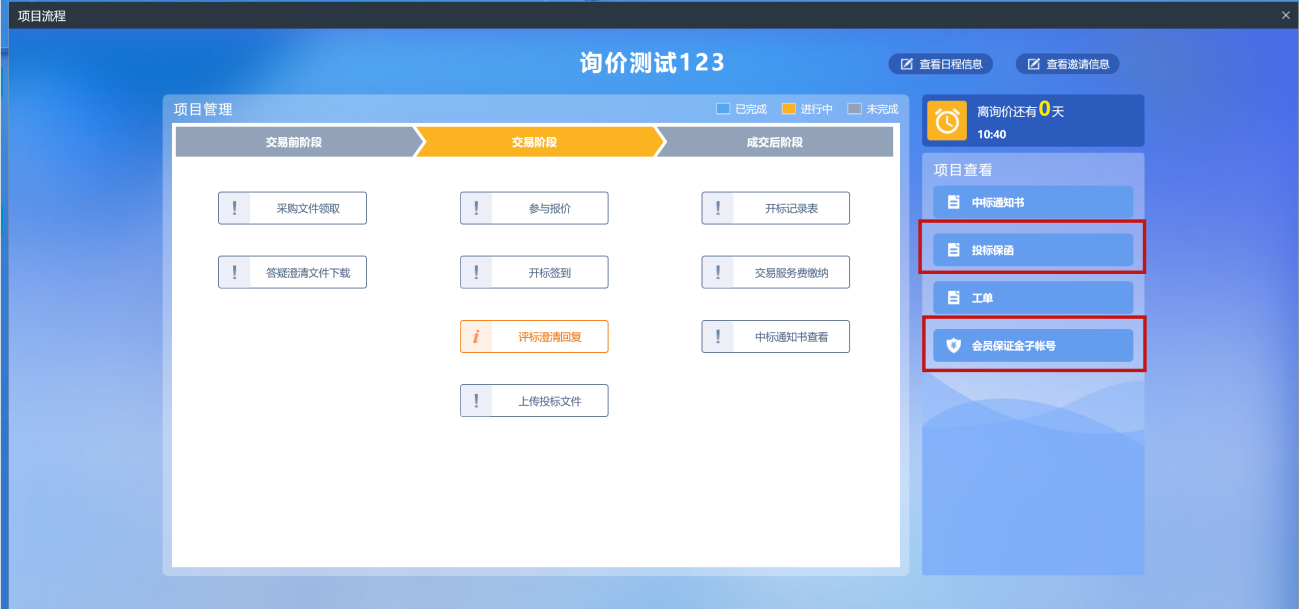 项目流程
询价测试123
查看日程信息
查看邀请信息
项目管理
已完成
进行中
未完成
交易前阶段
交易阶段
成交后阶段
采购文件领取
参与报价
开标记录表
答疑澄清文件下载
开标签到
交易服务费缴纳
评标澄清回复
中标通知书查看
上传投标文件
离询价还有0天
10:40
项目查看
中标通知书
投标保函
工单
会员保证金子帐号